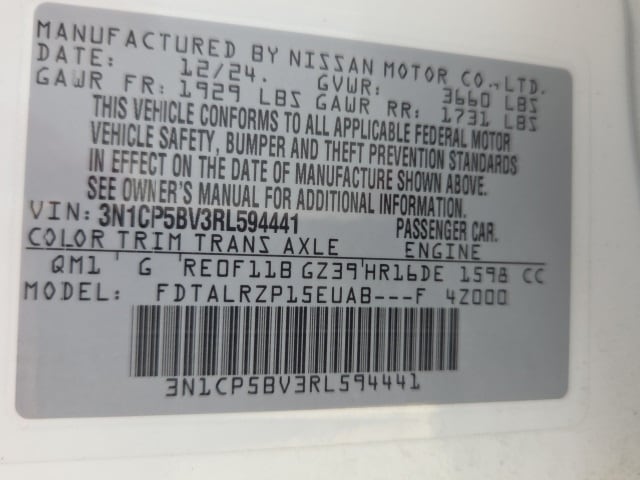 MANUFACTURED BY NISSAN MOTOR CO.,LTD.
DATE: 12/24. GVWR: 3660 LBS
GAWR FR: 1929 LBS GAWR RR: 1731 LBS
THIS VEHICLE CONFORMS TO ALL APPLICABLE FEDERAL MOTOR
VEHICLE SAFETY, BUMPER AND THEFT PREVENTION STANDARDS
IN EFFECT ON THE DATE OF MANUFACTURE SHOWN ABOVE.
SEE OWNER'S MANUAL FOR ADDITIONAL INFORMATION.
VIN: 3N1CP5BV3RL594441 PASSENGER CAR.
COLOR TRIM TRANS AXLE ENGINE
QM1 G RE0F11B GZ39 HR16DE 1598 CC
MODEL: FDTALRZP15EUAB---F 4Z000
3N1CP5BV3RL594441